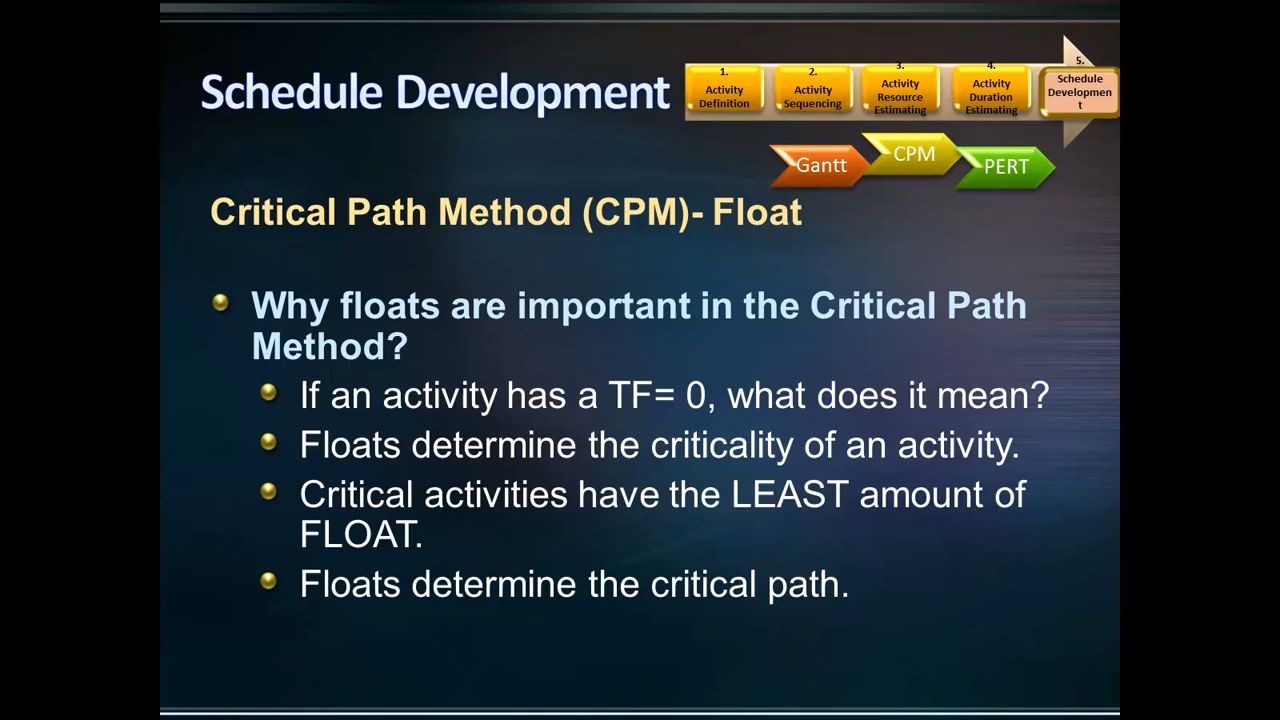 Schedule Development
1.
Activity
Definition
2.
Activity
Sequencing
3.
Activity
Resource
Estimating
4.
Activity
Duration
Estimating
5.
Schedule
Developmen
t
Gantt
CPM
PERT
Critical Path Method (CPM)- Float
Why floats are important in the Critical Path
Method?
If an activity has a TF= 0, what does it mean?
Floats determine the criticality of an activity.
Critical activities have the LEAST amount of
FLOAT.
Floats determine the critical path.